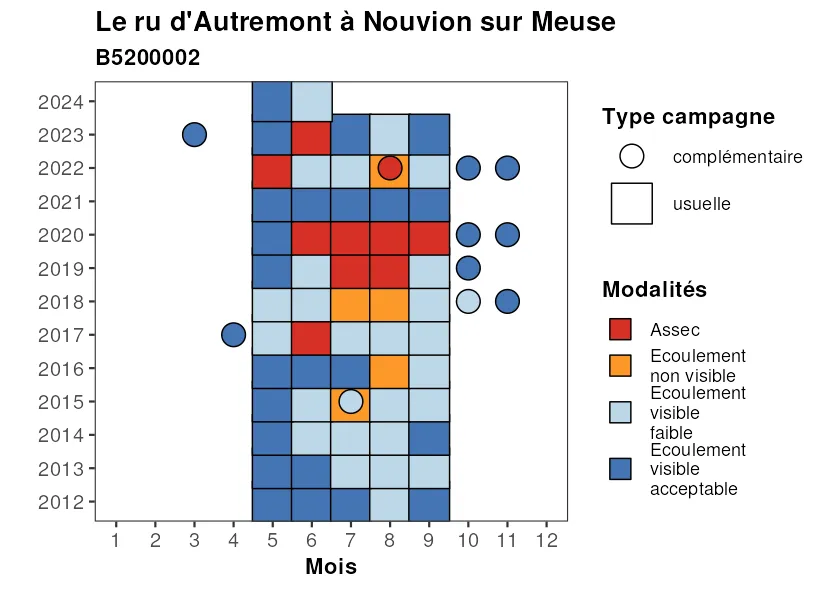 Le ru d'Autremont à Nouvion sur Meuse
B5200002
2024
2023
2022
2021
2020
2019
2018
2017
2016
2015
2014
2013
2012
1 2 3 4 5 6 7 8 9 10 11 12
Mois
Type campagne
complémentaire
usuelle
Modalités
Assec
Ecoulement
non visible
Ecoulement
visible
faible
Ecoulement
visible
acceptable